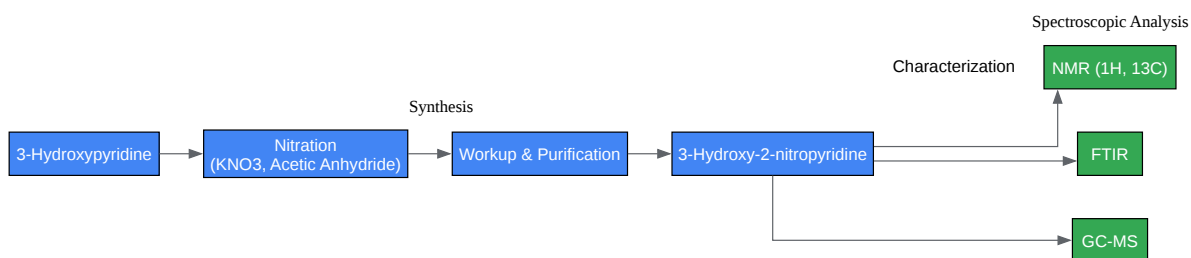 Spectroscopic Analysis
Characterization
NMR (1H, 13C)
Synthesis
3-Hydroxypyridine
Nitration
(KNO3, Acetic Anhydride)
Workup & Purification
3-Hydroxy-2-nitropyridine
FTIR
GC-MS